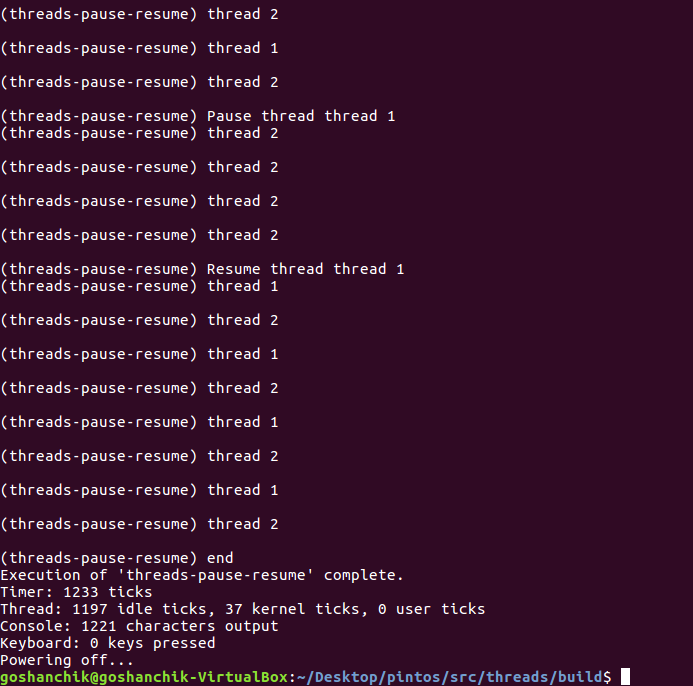 (threads-pause-resume) thread 2
(threads-pause-resume) thread 1
(threads-pause-resume) thread 2
(threads-pause-resume) Pause thread thread 1
(threads-pause-resume) thread 2
(threads-pause-resume) thread 2
(threads-pause-resume) thread 2
(threads-pause-resume) thread 2
(threads-pause-resume) Resume thread thread 1
(threads-pause-resume) thread 1
(threads-pause-resume) thread 2
(threads-pause-resume) thread 1
(threads-pause-resume) thread 2
(threads-pause-resume) thread 1
(threads-pause-resume) thread 2
(threads-pause-resume) thread 1
(threads-pause-resume) thread 2
(threads-pause-resume) end
Execution of 'threads-pause-resume' complete.
Timer: 1233 ticks
Thread: 1197 idle ticks, 37 kernel ticks, 0 user ticks
Console: 1221 characters output
Keyboard: 0 keys pressed
Powering off...
goshanchik@goshanchik-VirtualBox:~/Desktop/pintos/src/threads/build$